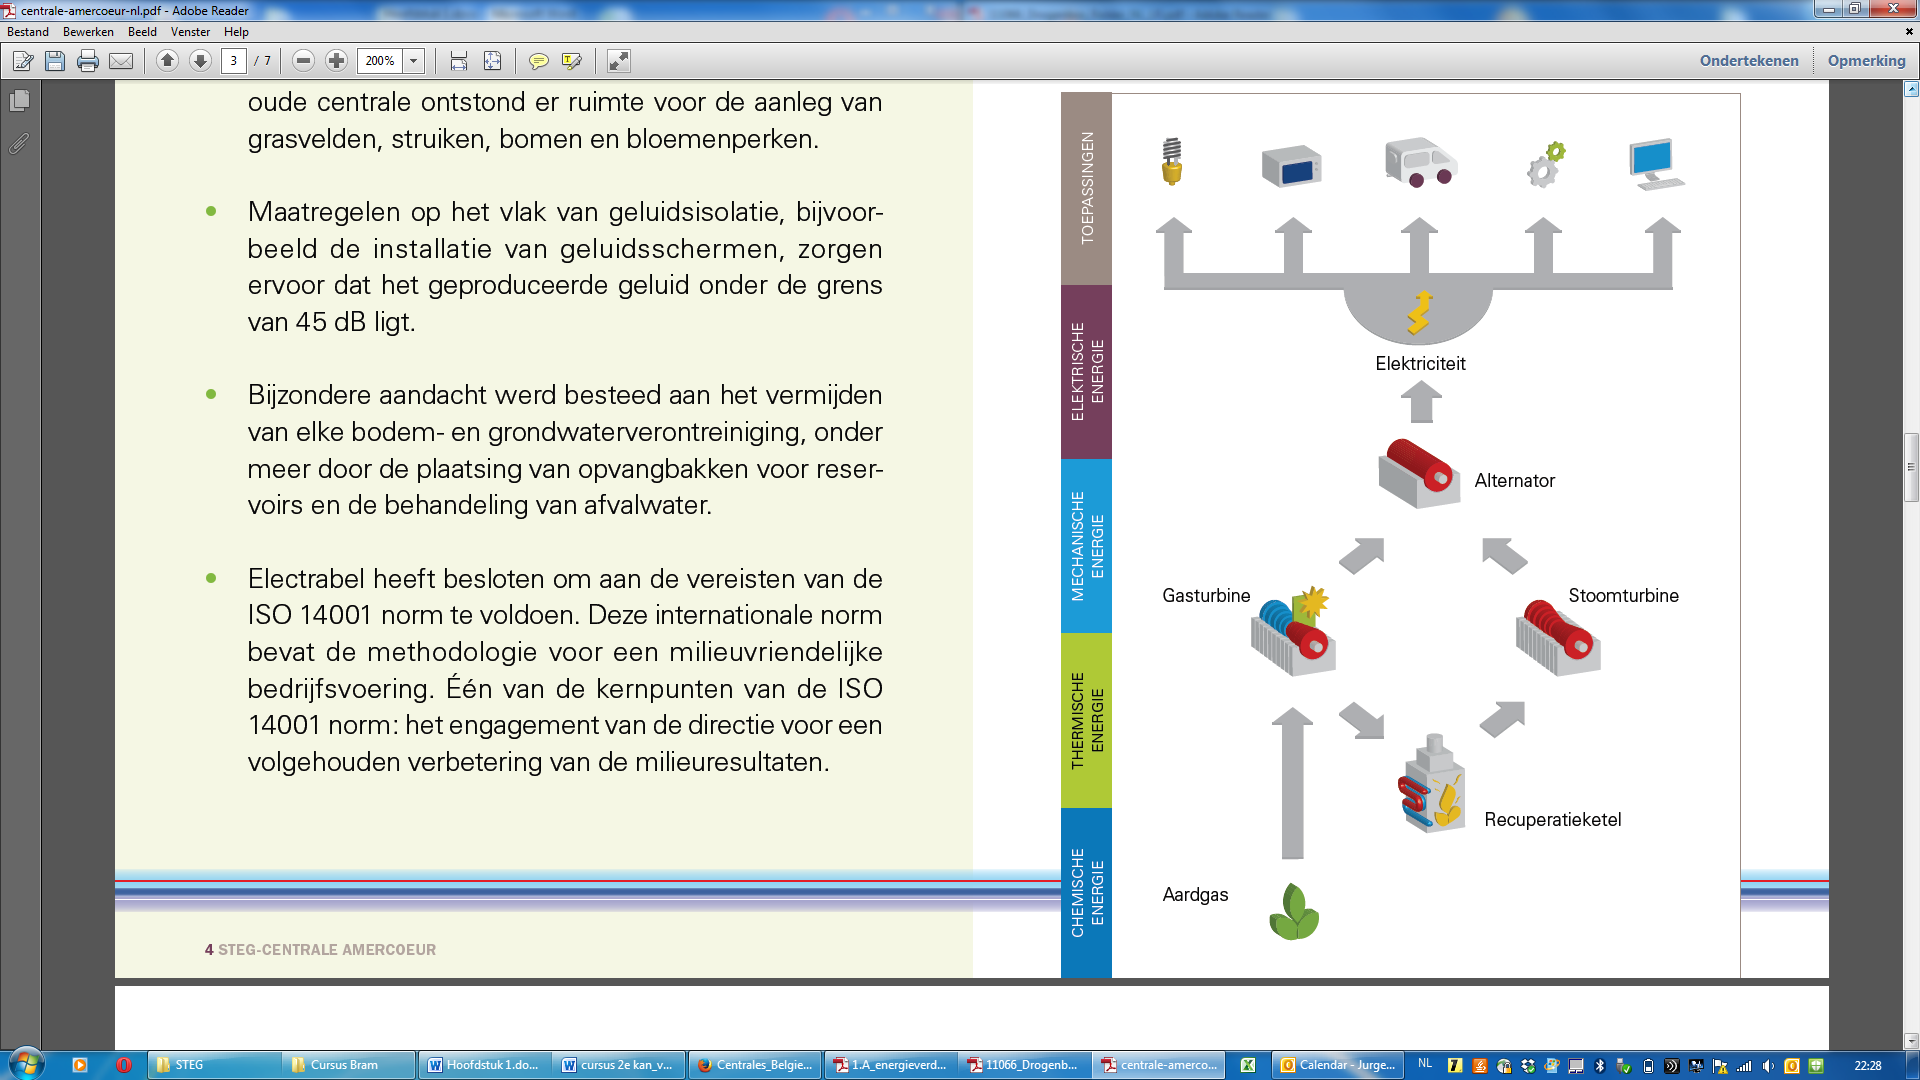 centrale-amercoeur-nl.pdf - Adobe Reader
Bestand Bewerken Beeld Venster Help
3 / 7 200% Ondertekenen Opmerking
oude centrale ontstond er ruimte voor de aanleg van
grasvelden, struiken, bomen en bloemenperken.
• Maatregelen op het vlak van geluidsisolatie, bijvoor-
beeld de installatie van geluidsschermen, zorgen
ervoor dat het geproduceerde geluid onder de grens
van 45 dB ligt.
• Bijzondere aandacht werd besteed aan het vermijden
van elke bodem- en grondwaterverontreiniging, onder
meer door de plaatsing van opvangbakken voor reser-
voirs en de behandeling van afvalwater.
• Electrabel heeft besloten om aan de vereisten van de
ISO 14001 norm te voldoen. Deze internationale norm
bevat de methodologie voor een milieuvriendelijke
bedrijfsvoering. Één van de kernpunten van de ISO
14001 norm: het engagement van de directie voor een
volgehouden verbetering van de milieuresultaten.
4 STEG-CENTRALE AMERCOEUR
TOEPASSINGEN
ELEKTRISCHE
ENERGIE
MECHANISCHE
ENERGIE
THERMISCHE
ENERGIE
CHEMISCHE
ENERGIE
Elektriciteit
Alternator
Gasturbine
Stoomturbine
Recuperatieketel
Aardgas
STEG Cursus Bram Hoofdstuk 1.do... cursus 2e kan_v... Centrales_Belgie... 1.A_energieverd... 11066_Drogenb... centrale-amerco... Calendar - Jurge... NL 22:28